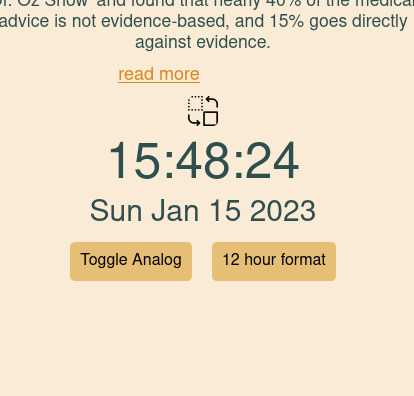 Dr. Oz Show" and found that nearly 40% of the medical
advice is not evidence-based, and 15% goes directly
against evidence.
read more
15:48:24
Sun Jan 15 2023
Toggle Analog
12 hour format